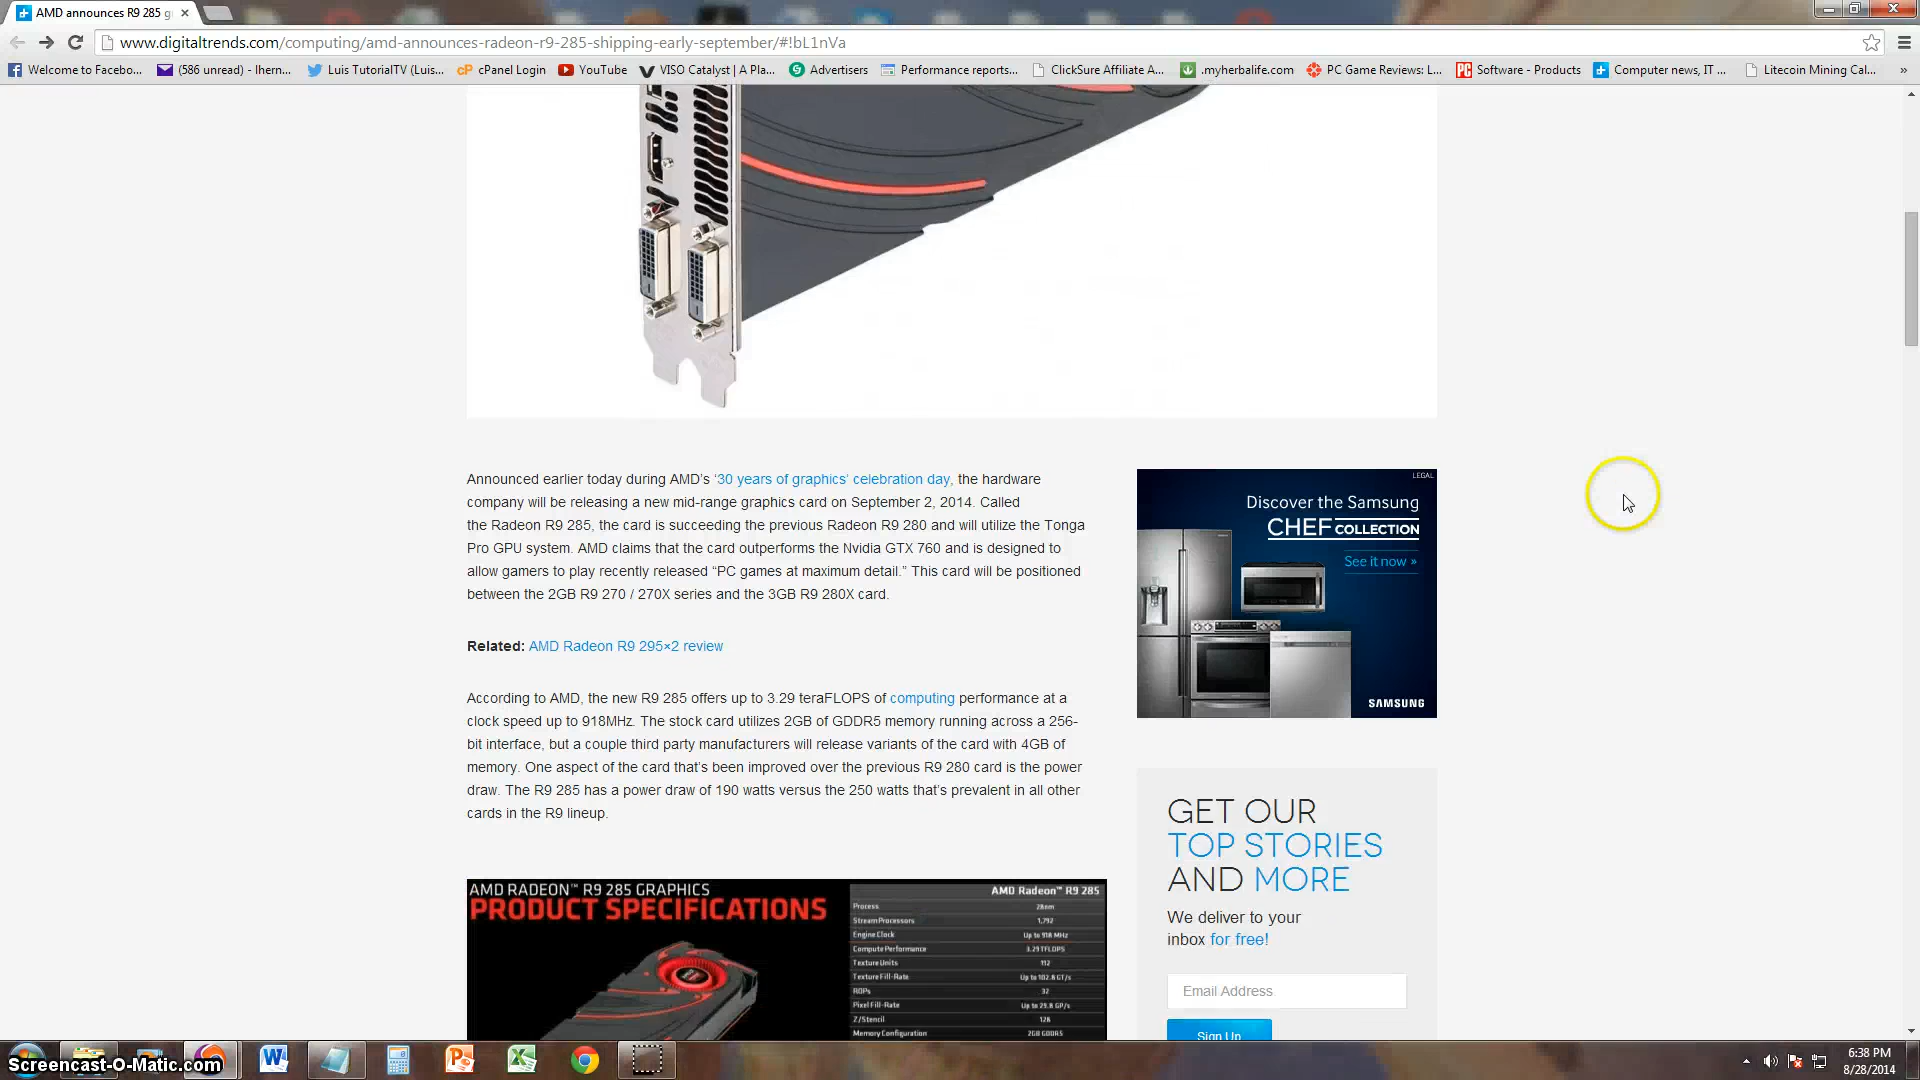 AMD announces R9 285 g
www.digitaltrends.com/computing/amd-announces-radeon-r9-285-shipping-early-september/#!bL1nVa
Welcome to Facebo... (586 unread) - lhern... Luis TutorialTV (Luis... cPanel Login YouTube VISO Catalyst | A Pla... Advertisers Performance reports... ClickSure Affiliate A... .myherbalife.com PC Game Reviews: L... Software - Products Computer news, IT ... Litecoin Mining Cal... »
Announced earlier today during AMD's '30 years of graphics' celebration day, the hardware
company will be releasing a new mid-range graphics card on September 2, 2014. Called
the Radeon R9 285, the card is succeeding the previous Radeon R9 280 and will utilize the Tonga
Pro GPU system. AMD claims that the card outperforms the Nvidia GTX 760 and is designed to
allow gamers to play recently released “PC games at maximum detail.” This card will be positioned
between the 2GB R9 270 / 270X series and the 3GB R9 280X card.
Related: AMD Radeon R9 295×2 review
According to AMD, the new R9 285 offers up to 3.29 teraFLOPS of computing performance at a
clock speed up to 918MHz. The stock card utilizes 2GB of GDDR5 memory running across a 256-
bit interface, but a couple third party manufacturers will release variants of the card with 4GB of
memory. One aspect of the card that's been improved over the previous R9 280 card is the power
draw. The R9 285 has a power draw of 190 watts versus the 250 watts that's prevalent in all other
cards in the R9 lineup.
LEGAL
Discover the Samsung
CHEF COLLECTION
See it now »
SAMSUNG
GET OUR
TOP STORIES
AND MORE
We deliver to your
inbox for free!
Email Address
Sign Up
AMD RADEON™ R9 285 GRAPHICS
PRODUCT SPECIFICATIONS
AMD Radeon™ R9 285
Process 28nm
Stream Processors 1,792
Engine Clock Up to 918 MHz
Compute Performance 3.29 TFLOPS
Texture Units 112
Texture Fill-Rate Up to 102.8 GT/s
ROPs 32
Pixel Fill-Rate Up to 29.8 GP/s
Z/Stencil 128
Memory Configuration 2GB GDDR5
Screencast-O-Matic.com
6:38 PM
8/28/2014